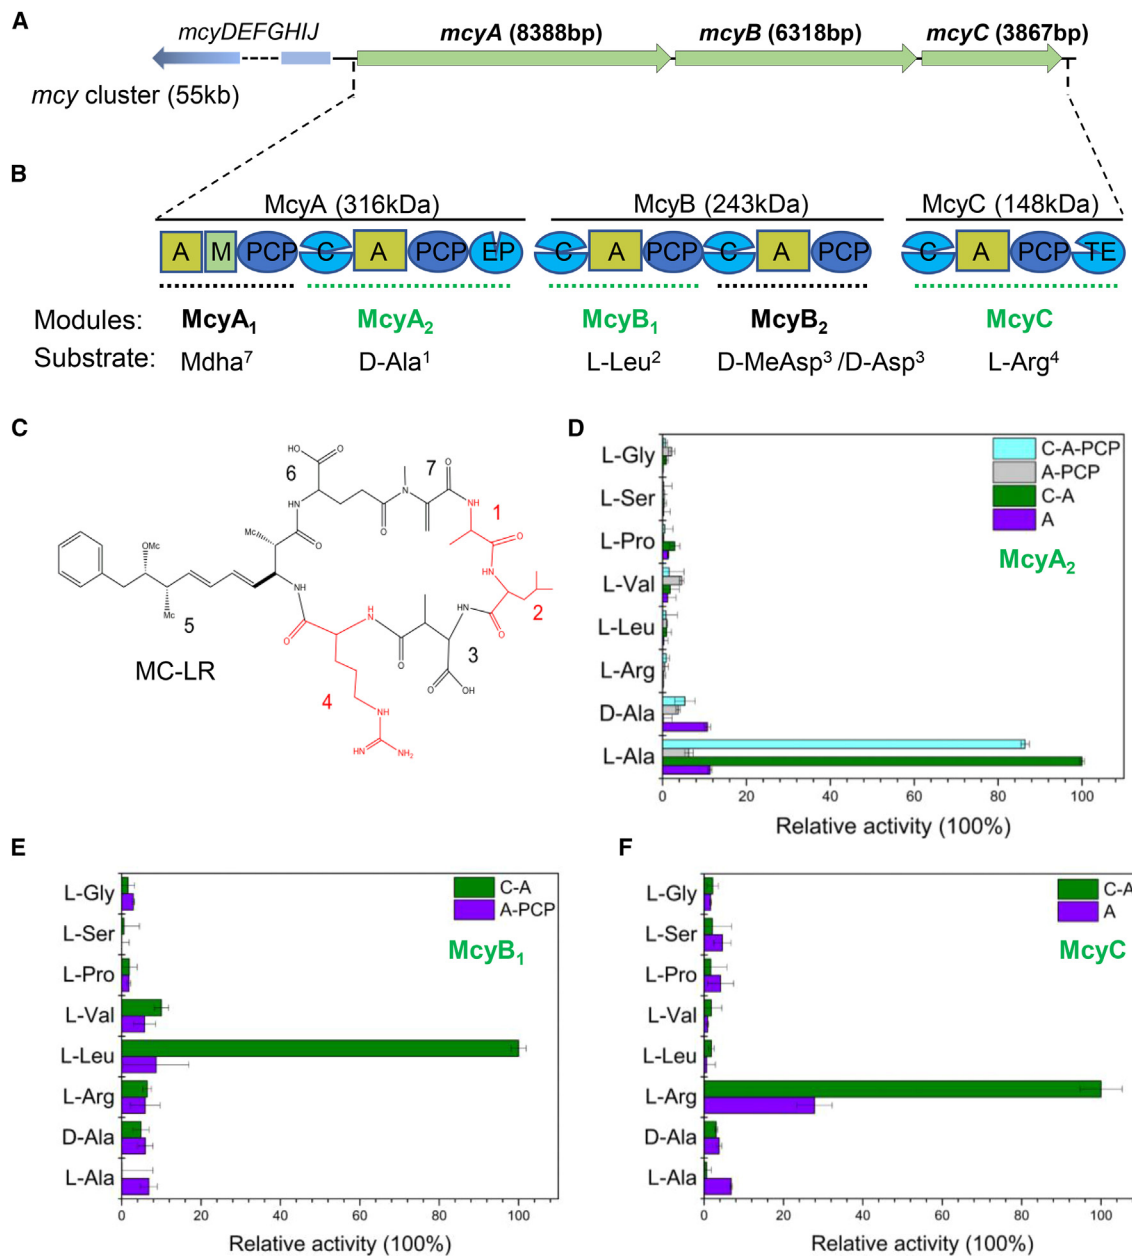 A
mcyDEFGHIJ
mcyA (8388bp)
mcyB (6318bp)
mcyC (3867bp)
mcy cluster (55kb)
B
McyA (316kDa)
McyB (243kDa)
McyC (148kDa)
A M PCP C A PCP EP C A PCP C A PCP C A PCP TE
Modules: McyA₁ McyA₂ McyB₁ McyB₂ McyC
Substrate: Mdha⁷ D-Ala¹ L-Leu² D-MeAsp³ /D-Asp³ L-Arg⁴
C
HO
O
6
7
N
O
NH
1
HN
O
O
Mc
O
NH
OMc
NH
2
O
Mc
5
O
HN
O
3
NH
O
MC-LR
4
O
OH
NH
HN
NH₂
D
L-Gly
L-Ser
L-Pro
L-Val
L-Leu
L-Arg
D-Ala
L-Ala
C-A-PCP
A-PCP
C-A
A
McyA₂
0 20 40 60 80 100
Relative activity (100%)
E
L-Gly
L-Ser
L-Pro
L-Val
L-Leu
L-Arg
D-Ala
L-Ala
C-A
A-PCP
McyB₁
0 20 40 60 80 100
Relative activity (100%)
F
L-Gly
L-Ser
L-Pro
L-Val
L-Leu
L-Arg
D-Ala
L-Ala
C-A
A
McyC
0 20 40 60 80 100
Relative activity (100%)